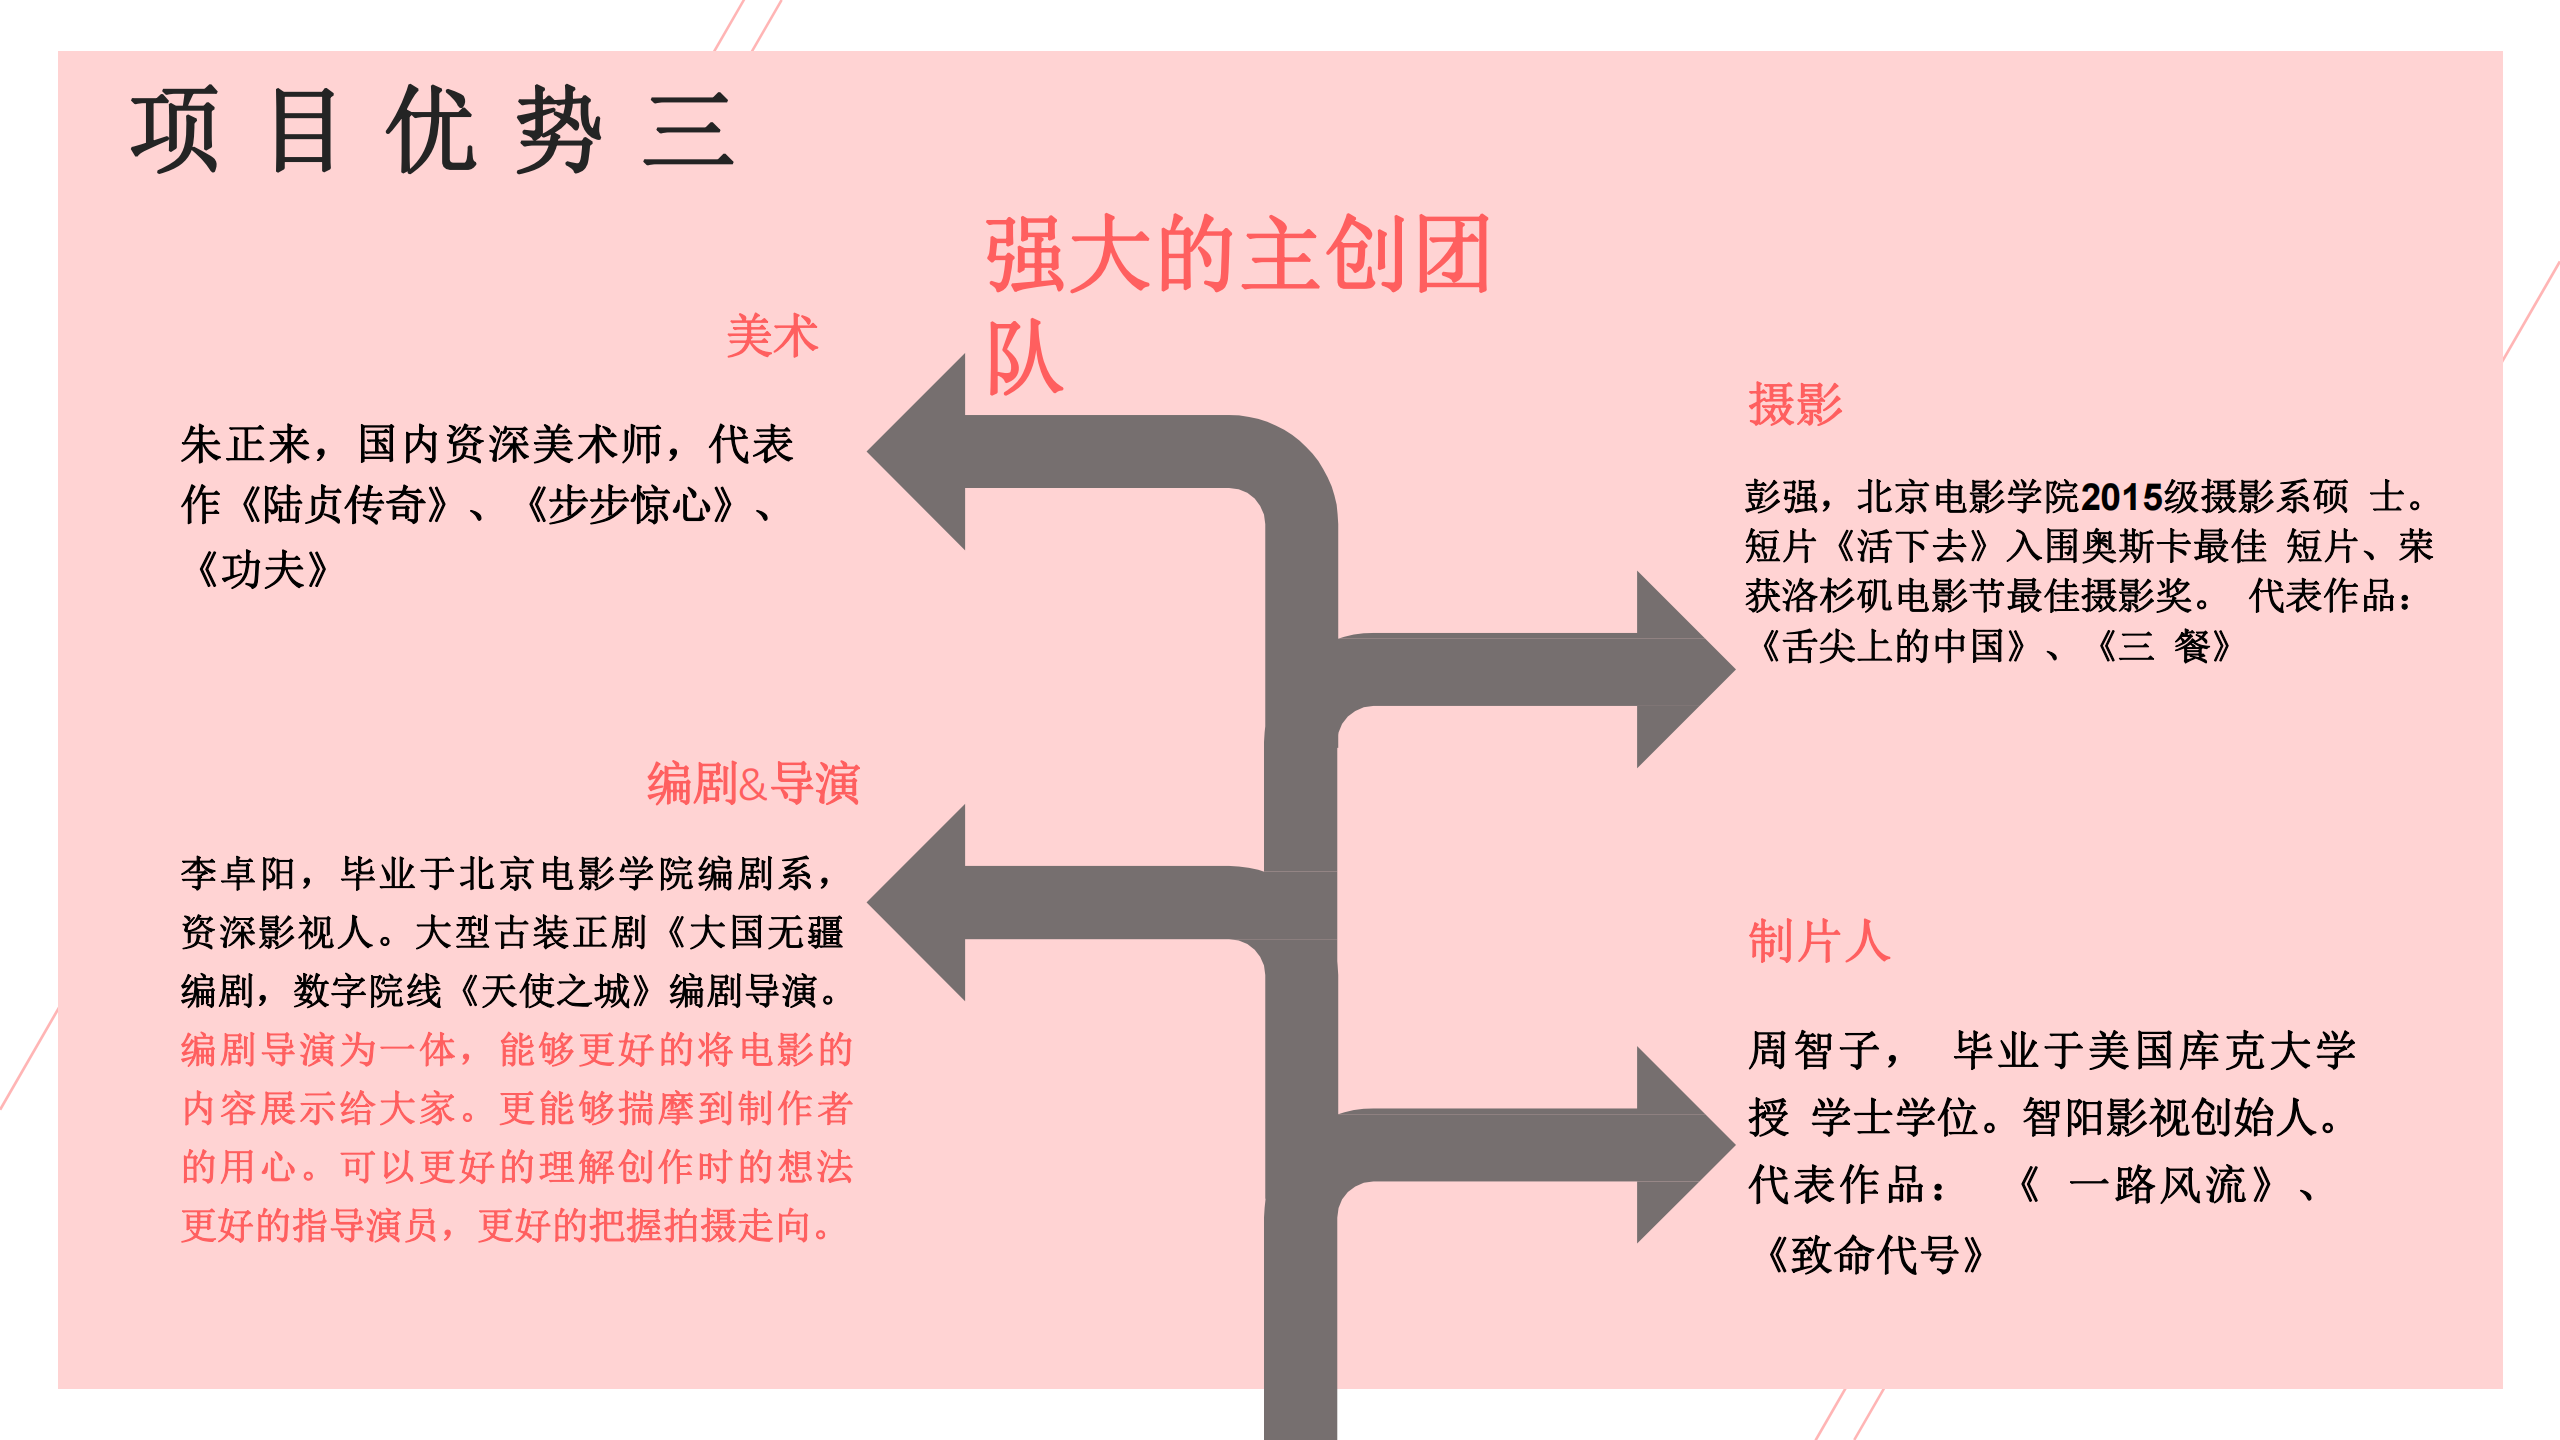 项目优势三
强大的主创团
队
美术
朱正来，国内资深美术师，代表
作《陆贞传奇》、《步步惊心》、
《功夫》
摄影
彭强，北京电影学院2015级摄影系硕 士。
短片《活下去》入围奥斯卡最佳 短片、荣
获洛杉矶电影节最佳摄影奖。 代表作品：
《舌尖上的中国》、《三 餐》
编剧&导演
李卓阳，毕业于北京电影学院编剧系，
资深影视人。大型古装正剧《大国无疆
编剧，数字院线《天使之城》编剧导演。
编剧导演为一体，能够更好的将电影的
内容展示给大家。更能够揣摩到制作者
的用心。可以更好的理解创作时的想法
更好的指导演员，更好的把握拍摄走向。
制片人
周智子， 毕业于美国库克大学
授 学士学位。智阳影视创始人。
代表作品： 《 一路风流》、
《致命代号》